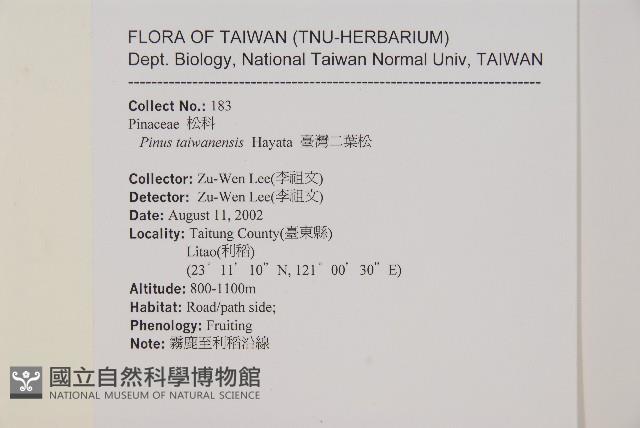 FLORA OF TAIWAN (TNU-HERBARIUM)
Dept. Biology, National Taiwan Normal Univ, TAIWAN
--------------------------------------------------------------------------
Collect No.: 183
Pinaceae 松科
Pinus taiwanensis Hayata 臺灣二葉松
Collector: Zu-Wen Lee(李祖文)
Detector: Zu-Wen Lee(李祖文)
Date: August 11, 2002
Locality: Taitung County(臺東縣)
Litao(利稻)
(23° 11’ 10” N, 121° 00’ 30” E)
Altitude: 800-1100m
Habitat: Road/path side;
Phenology: Fruiting
Note: 霧鹿至利稻沿線
國立自然科學博物館
NATIONAL MUSEUM OF NATURAL SCIENCE